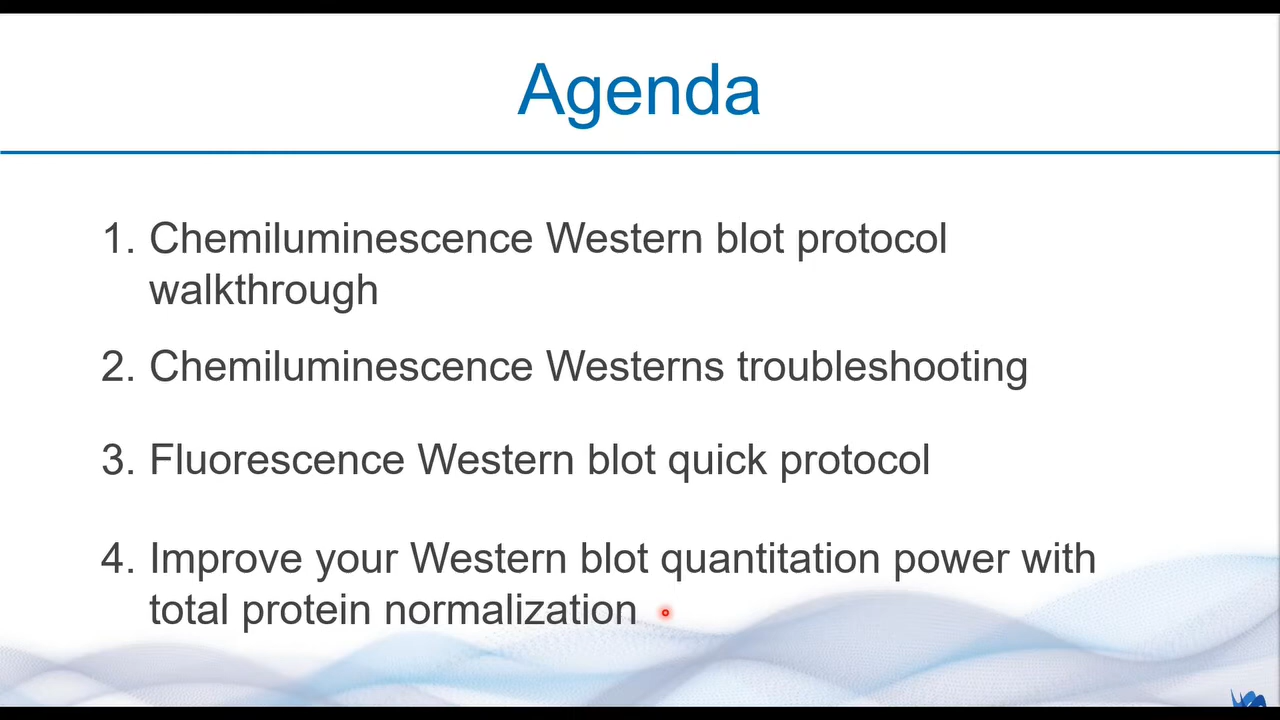 Agenda
1. Chemiluminescence Western blot protocol
walkthrough
2. Chemiluminescence Westerns troubleshooting
3. Fluorescence Western blot quick protocol
4. Improve your Western blot quantitation power with
total protein normalization